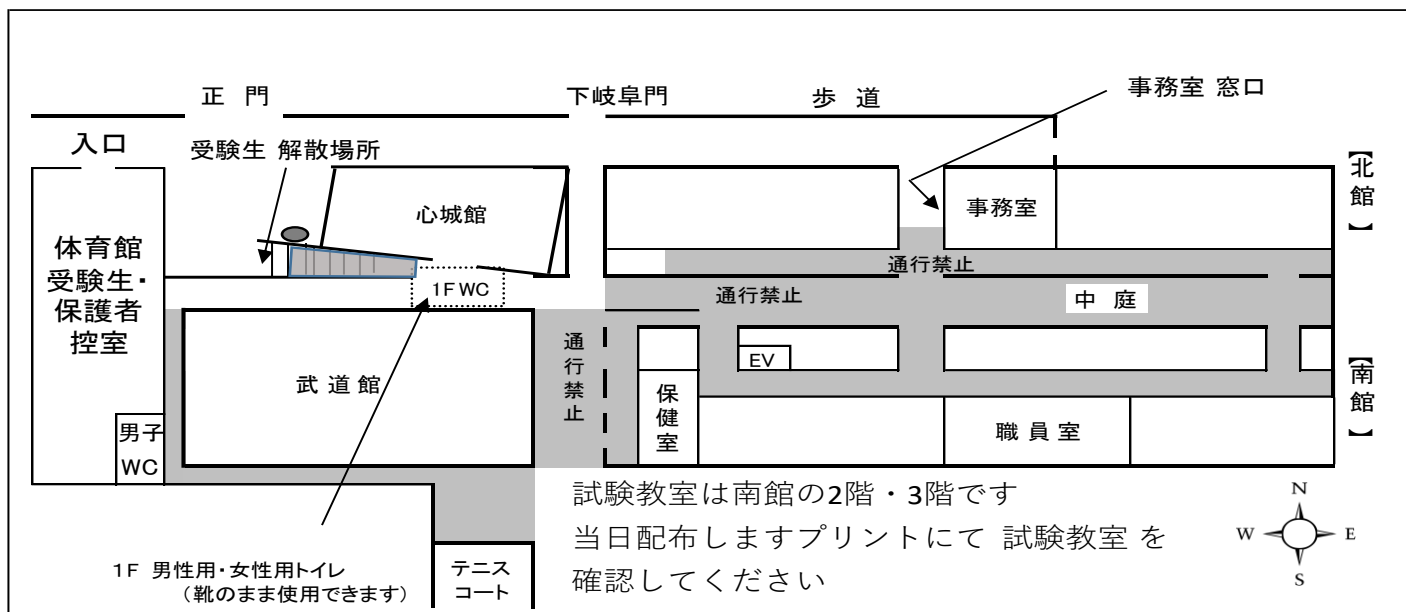 正 門
下岐阜門
歩 道
事務室 窓口
入口
受験生 解散場所
【北館】
心城館
事務室
体育館
受験生・
保護者
控室
通行禁止
1F WC
通行禁止
中 庭
通行禁止
EV
【南館】
武 道 館
保健室
職 員 室
男子
WC
試験教室は南館の2階・3階です
当日配布しますプリントにて 試験教室 を
確認してください
N
W
E
S
1F 男性用・女性用トイレ
(靴のまま使用できます)
テニス
コート